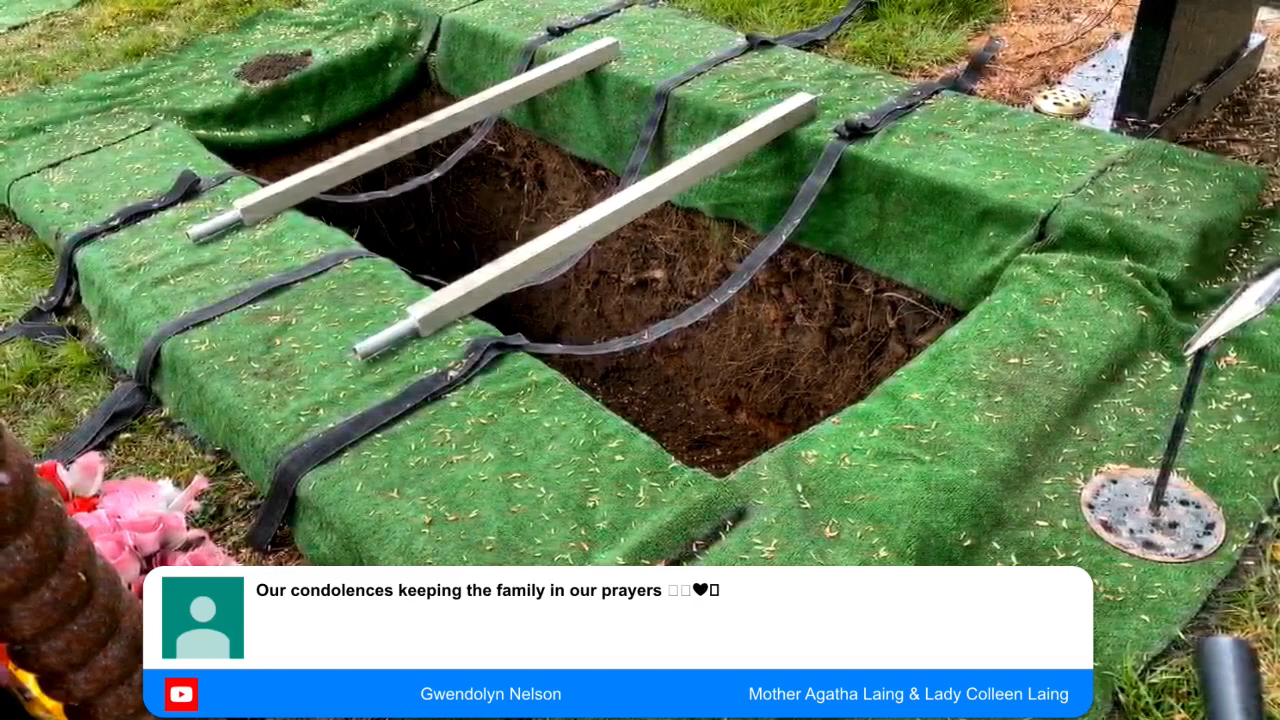 Our condolences keeping the family in our prayers 🖤
Gwendolyn Nelson
Mother Agatha Laing & Lady Colleen Laing